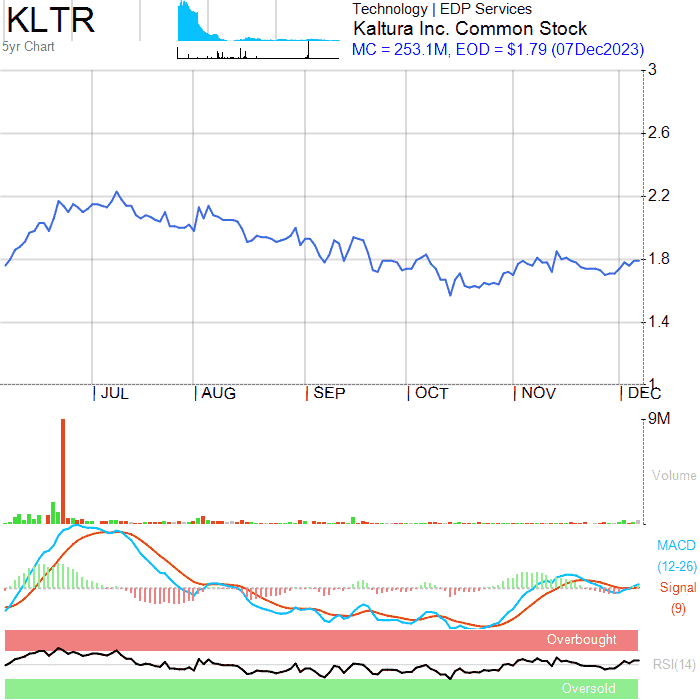 KLTR
5yr Chart
Technology | EDP Services
Kaltura Inc. Common Stock
MC = 253.1M, EOD = $1.79 (07Dec2023)
3
2.6
2.2
1.8
1.4
1
JUL AUG SEP OCT NOV DEC
9M
Volume
MACD
(12-26)
Signal
(9)
Overbought
RSI(14)
Oversold